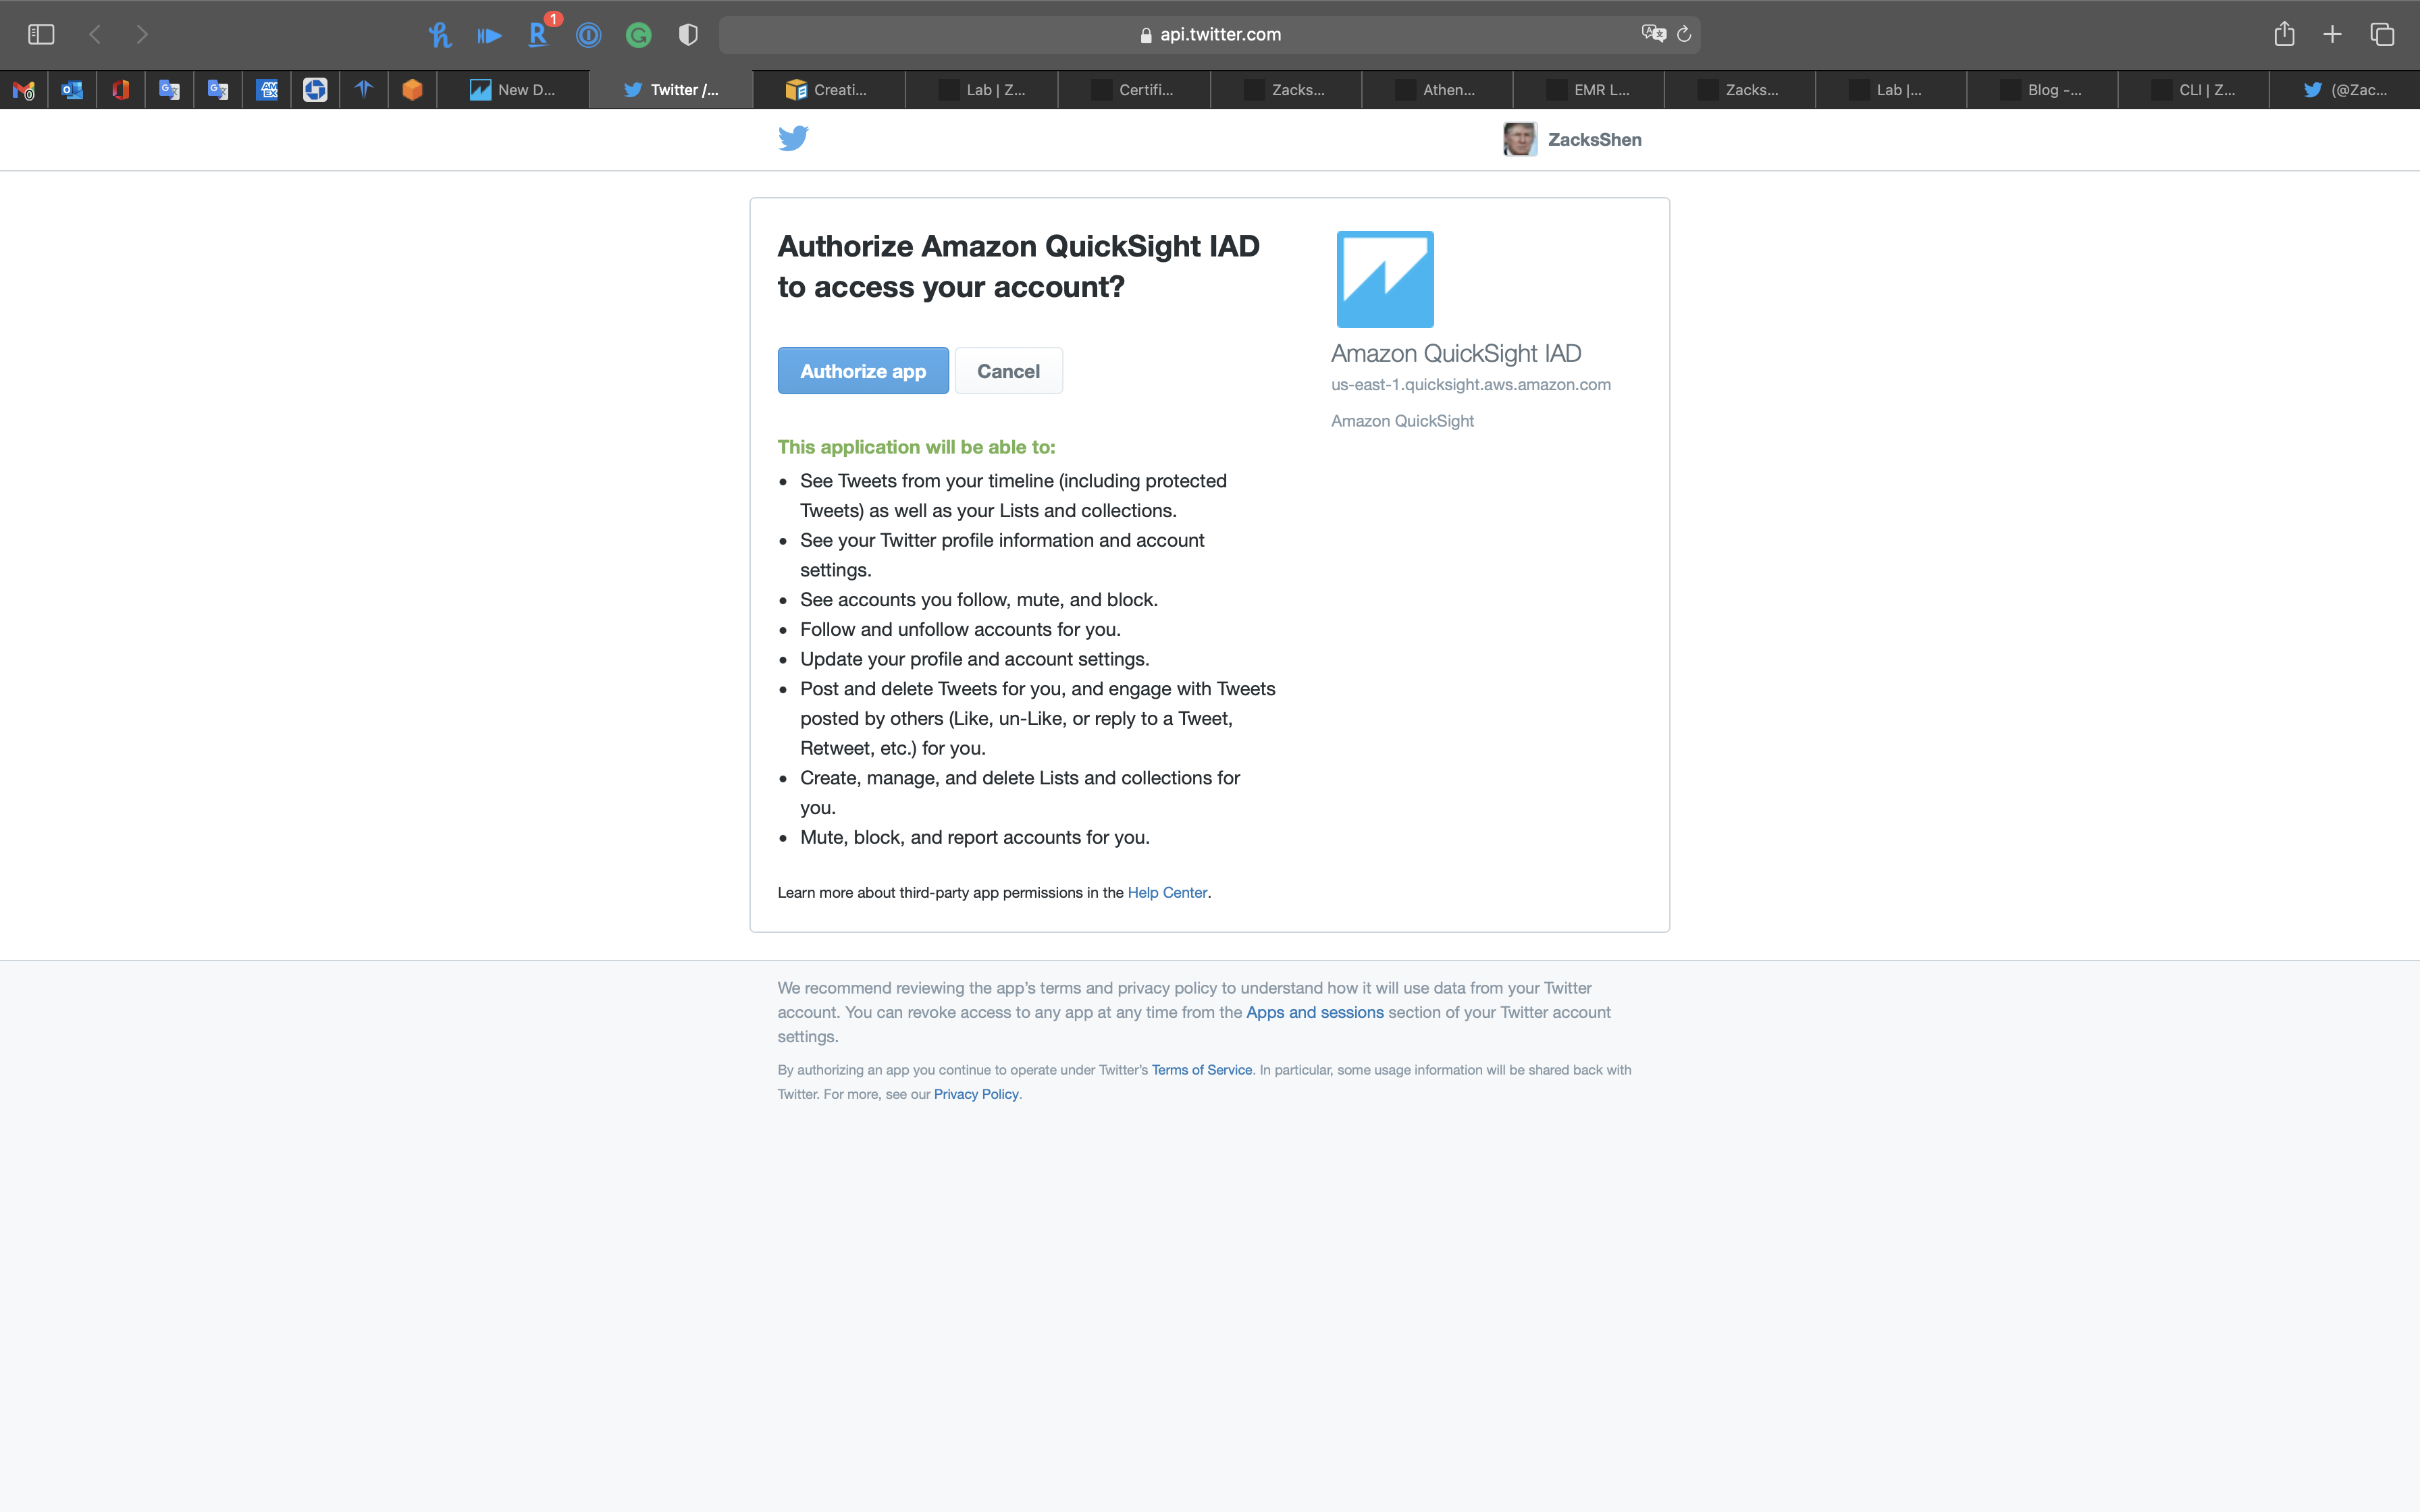 1
api.twitter.com
New D...
Twitter /...
Creati...
Lab | Z...
Certifi...
Zacks...
Athen...
EMR L...
Zacks...
Lab |...
Blog -...
CLI | Z...
(@Zac...
ZacksShen
Authorize Amazon QuickSight IAD
to access your account?
Authorize app
Cancel
Amazon QuickSight IAD
us-east-1.quicksight.aws.amazon.com
Amazon QuickSight
This application will be able to:
See Tweets from your timeline (including protected
Tweets) as well as your Lists and collections.
See your Twitter profile information and account
settings.
See accounts you follow, mute, and block.
Follow and unfollow accounts for you.
Update your profile and account settings.
Post and delete Tweets for you, and engage with Tweets
posted by others (Like, un-Like, or reply to a Tweet,
Retweet, etc.) for you.
Create, manage, and delete Lists and collections for
you.
Mute, block, and report accounts for you.
Learn more about third-party app permissions in the Help Center.
We recommend reviewing the app's terms and privacy policy to understand how it will use data from your Twitter
account. You can revoke access to any app at any time from the Apps and sessions section of your Twitter account
settings.
By authorizing an app you continue to operate under Twitter's Terms of Service. In particular, some usage information will be shared back with
Twitter. For more, see our Privacy Policy.